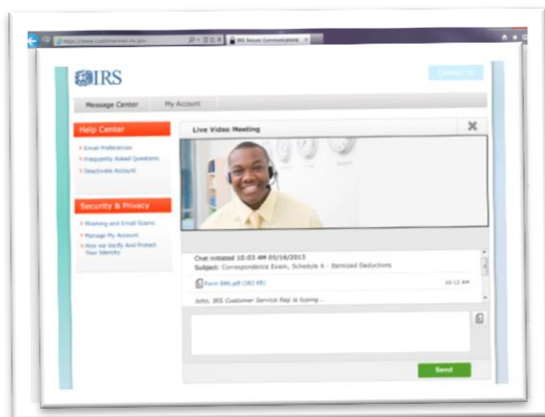 https://www.customermail.irs.gov
IRS Secure Communications
IRS
Contact Us
Message Center My Account
Help Center
Email Preferences
Frequently Asked Questions
Deactivate Account
Security & Privacy
Phishing and Email Scams
Manage My Account
How we Verify And Protect
Your Identity
Live Video Meeting
Chat initiated 10:03 AM 05/16/2013
Subject: Correspondence Exam, Schedule A - Itemized Deductions
Form 886.pdf (383 KB) 10:12 AM
John, IRS Customer Service Rep is typing...
Send